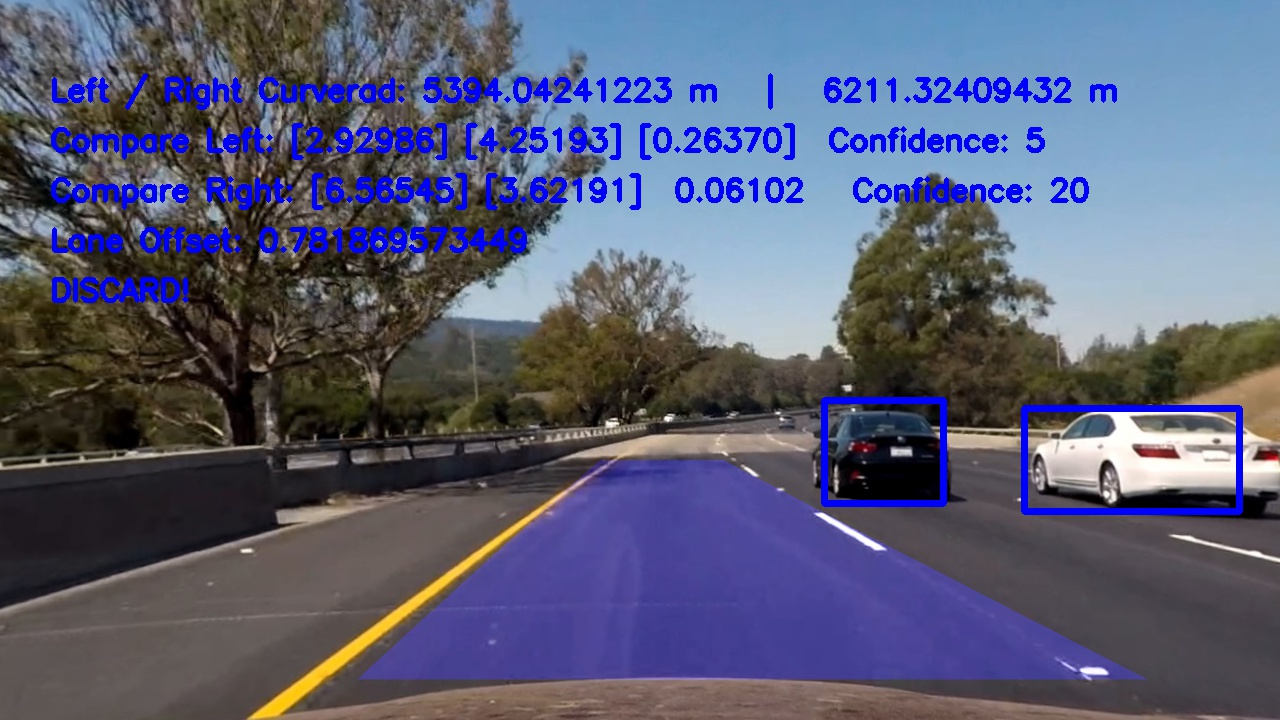 Left / Right Curverad: 5394.04241223 m | 6211.32409432 m
Compare Left: [2.92986] [4.25193] [0.26370] Confidence: 5
Compare Right: [6.56545] [3.62191] 0.06102 Confidence: 20
Lane Offset: 0.781869573449
DISCARD!